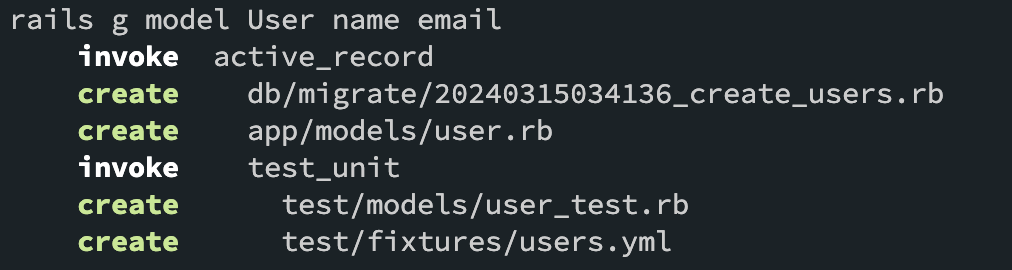 rails g model User name email
invoke active_record
create db/migrate/20240315034136_create_users.rb
create app/models/user.rb
invoke test_unit
create test/models/user_test.rb
create test/fixtures/users.yml